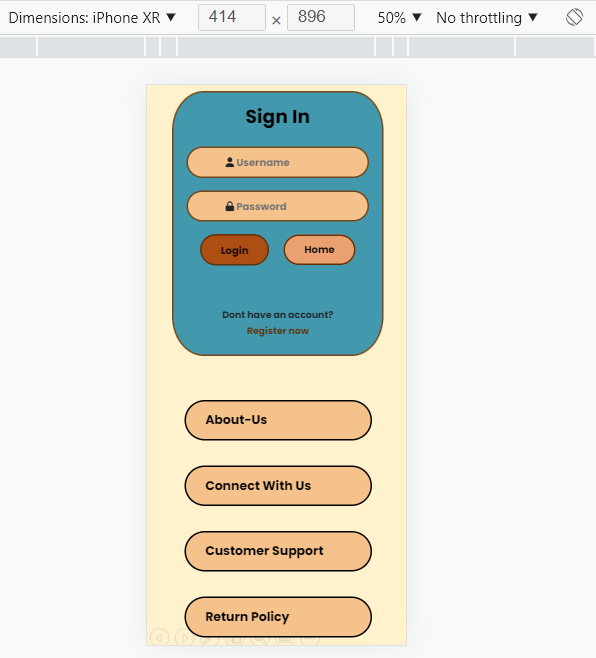 Dimensions: iPhone XR ▼ 414 × 896 50% ▼ No throttling ▼
Sign In
Username
Password
Login Home
Dont have an account?
Register now
About-Us
Connect With Us
Customer Support
Return Policy